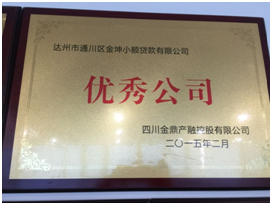 达州市通川区金坤小额贷款有限公司
优秀公司
四川金鼎产融控股有限公司
二〇一五年二月